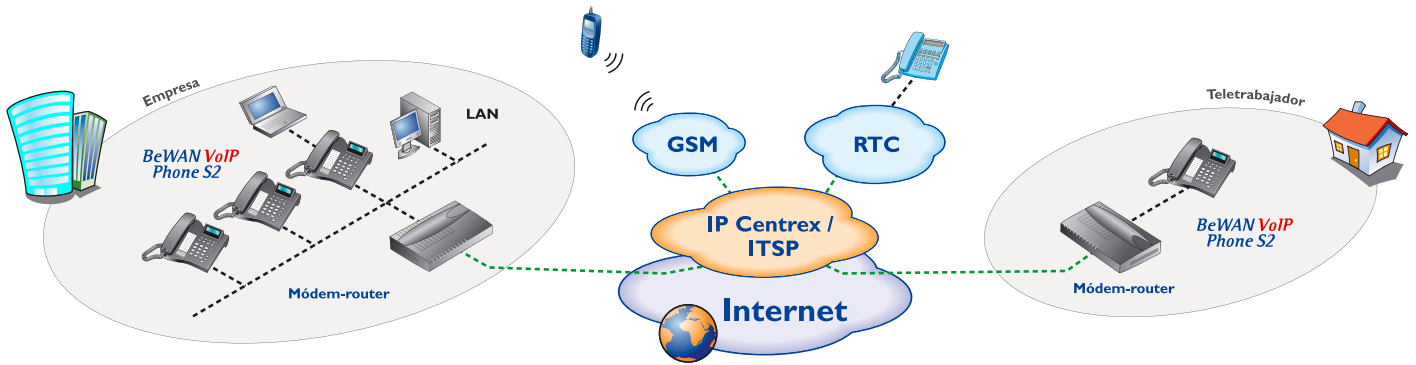 Empresa
LAN
BeWAN VoIP
Phone S2
Módem-router
GSM
RTC
IP Centrex /
ITSP
Internet
Teletrabajador
BeWAN VoIP
Phone S2
Módem-router